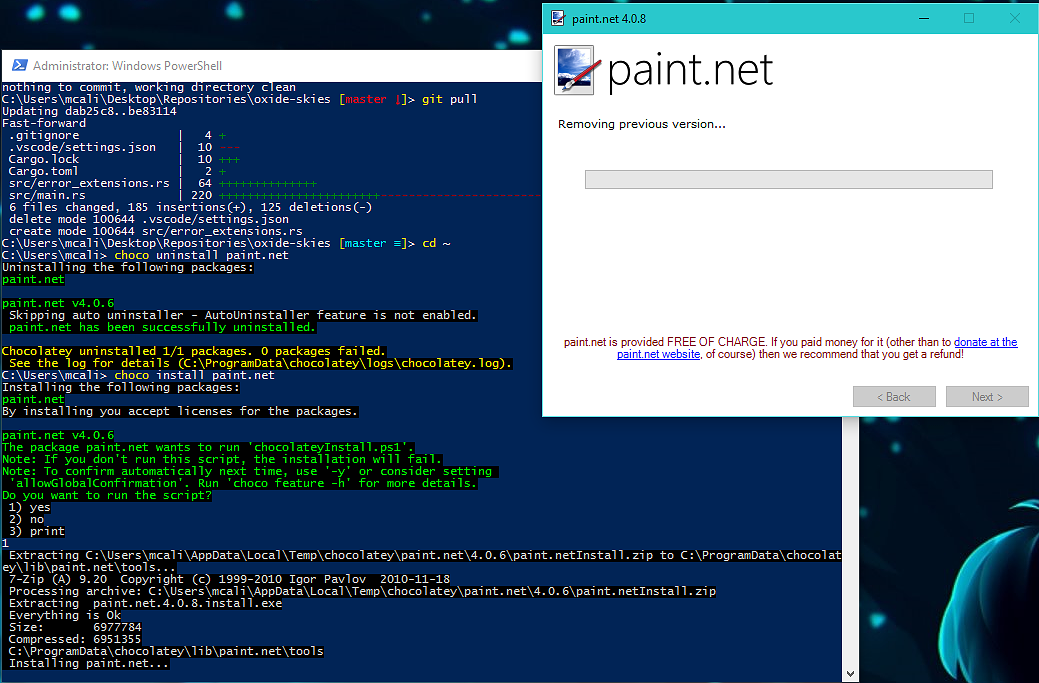 Administrator: Windows PowerShell
nothing to commit, working directory clean
C:\Users\mcali\Desktop\Repositories\oxide-skies [master ↓]> git pull
Updating dab25c8..be83114
Fast-forward
.gitignore | 4 +
.vscode/settings.json | 10 ---
Cargo.lock | 10 +++
Cargo.toml | 2 +
src/error_extensions.rs | 64 ++++++++++++++
src/main.rs | 220 +++++++++++++++++++++++-----------------------
6 files changed, 185 insertions(+), 125 deletions(-)
delete mode 100644 .vscode/settings.json
create mode 100644 src/error_extensions.rs
C:\Users\mcali\Desktop\Repositories\oxide-skies [master ≡]> cd ~
C:\Users\mcali> choco uninstall paint.net
Uninstalling the following packages:
paint.net
paint.net v4.0.6
Skipping auto uninstaller - AutoUninstaller feature is not enabled.
paint.net has been successfully uninstalled.
Chocolatey uninstalled 1/1 packages. 0 packages failed.
See the log for details (C:\ProgramData\chocolatey\logs\chocolatey.log).
C:\Users\mcali> choco install paint.net
Installing the following packages:
paint.net
By installing you accept licenses for the packages.
paint.net v4.0.6
The package paint.net wants to run 'chocolateyInstall.ps1'.
Note: If you don't run this script, the installation will fail.
Note: To confirm automatically next time, use '-y' or consider setting
'allowGlobalConfirmation'. Run 'choco feature -h' for more details.
Do you want to run the script?
1) yes
2) no
3) print
1
Extracting C:\Users\mcali\AppData\Local\Temp\chocolatey\paint.net\4.0.6\paint.netInstall.zip to C:\ProgramData\chocolat
ey\lib\paint.net\tools...
7-Zip (A) 9.20 Copyright (c) 1999-2010 Igor Pavlov 2010-11-18
Processing archive: C:\Users\mcali\AppData\Local\Temp\chocolatey\paint.net\4.0.6\paint.netInstall.zip
Extracting paint.net.4.0.8.install.exe
Everything is Ok
Size: 6977784
Compressed: 6951355
C:\ProgramData\chocolatey\lib\paint.net\tools
Installing paint.net...
paint.net 4.0.8
paint.net
Removing previous version...
paint.net is provided FREE OF CHARGE. If you paid money for it (other than to donate at the
paint.net website, of course) then we recommend that you get a refund!
< Back
Next >